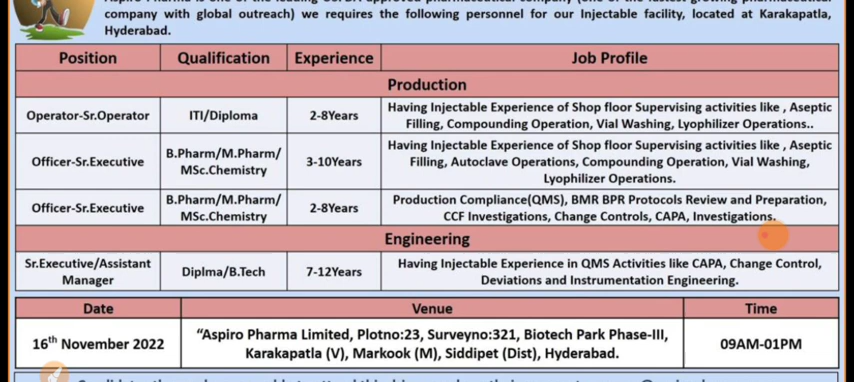 company with global outreach) we requires the following personnel for our Injectable facility, located at Karakapatla,
Hyderabad.
Position Qualification Experience Job Profile
Production
Operator-Sr.Operator ITI/Diploma 2-8Years Having Injectable Experience of Shop floor Supervising activities like , Aseptic
Filling, Compounding Operation, Vial Washing, Lyophilizer Operations..
Officer-Sr.Executive B.Pharm/M.Pharm/
MSc.Chemistry 3-10Years Having Injectable Experience of Shop floor Supervising activities like , Aseptic
Filling, Autoclave Operations, Compounding Operation, Vial Washing,
Lyophilizer Operations.
Officer-Sr.Executive B.Pharm/M.Pharm/
MSc.Chemistry 2-8Years Production Compliance(QMS), BMR BPR Protocols Review and Preparation,
CCF Investigations, Change Controls, CAPA, Investigations.
Engineering
Sr.Executive/Assistant
Manager Diplma/B.Tech 7-12Years Having Injectable Experience in QMS Activities like CAPA, Change Control,
Deviations and Instrumentation Engineering.
Date Venue Time
16th November 2022 “Aspiro Pharma Limited, Plotno:23, Surveyno:321, Biotech Park Phase-III,
Karakapatla (V), Markook (M), Siddipet (Dist), Hyderabad. 09AM-01PM